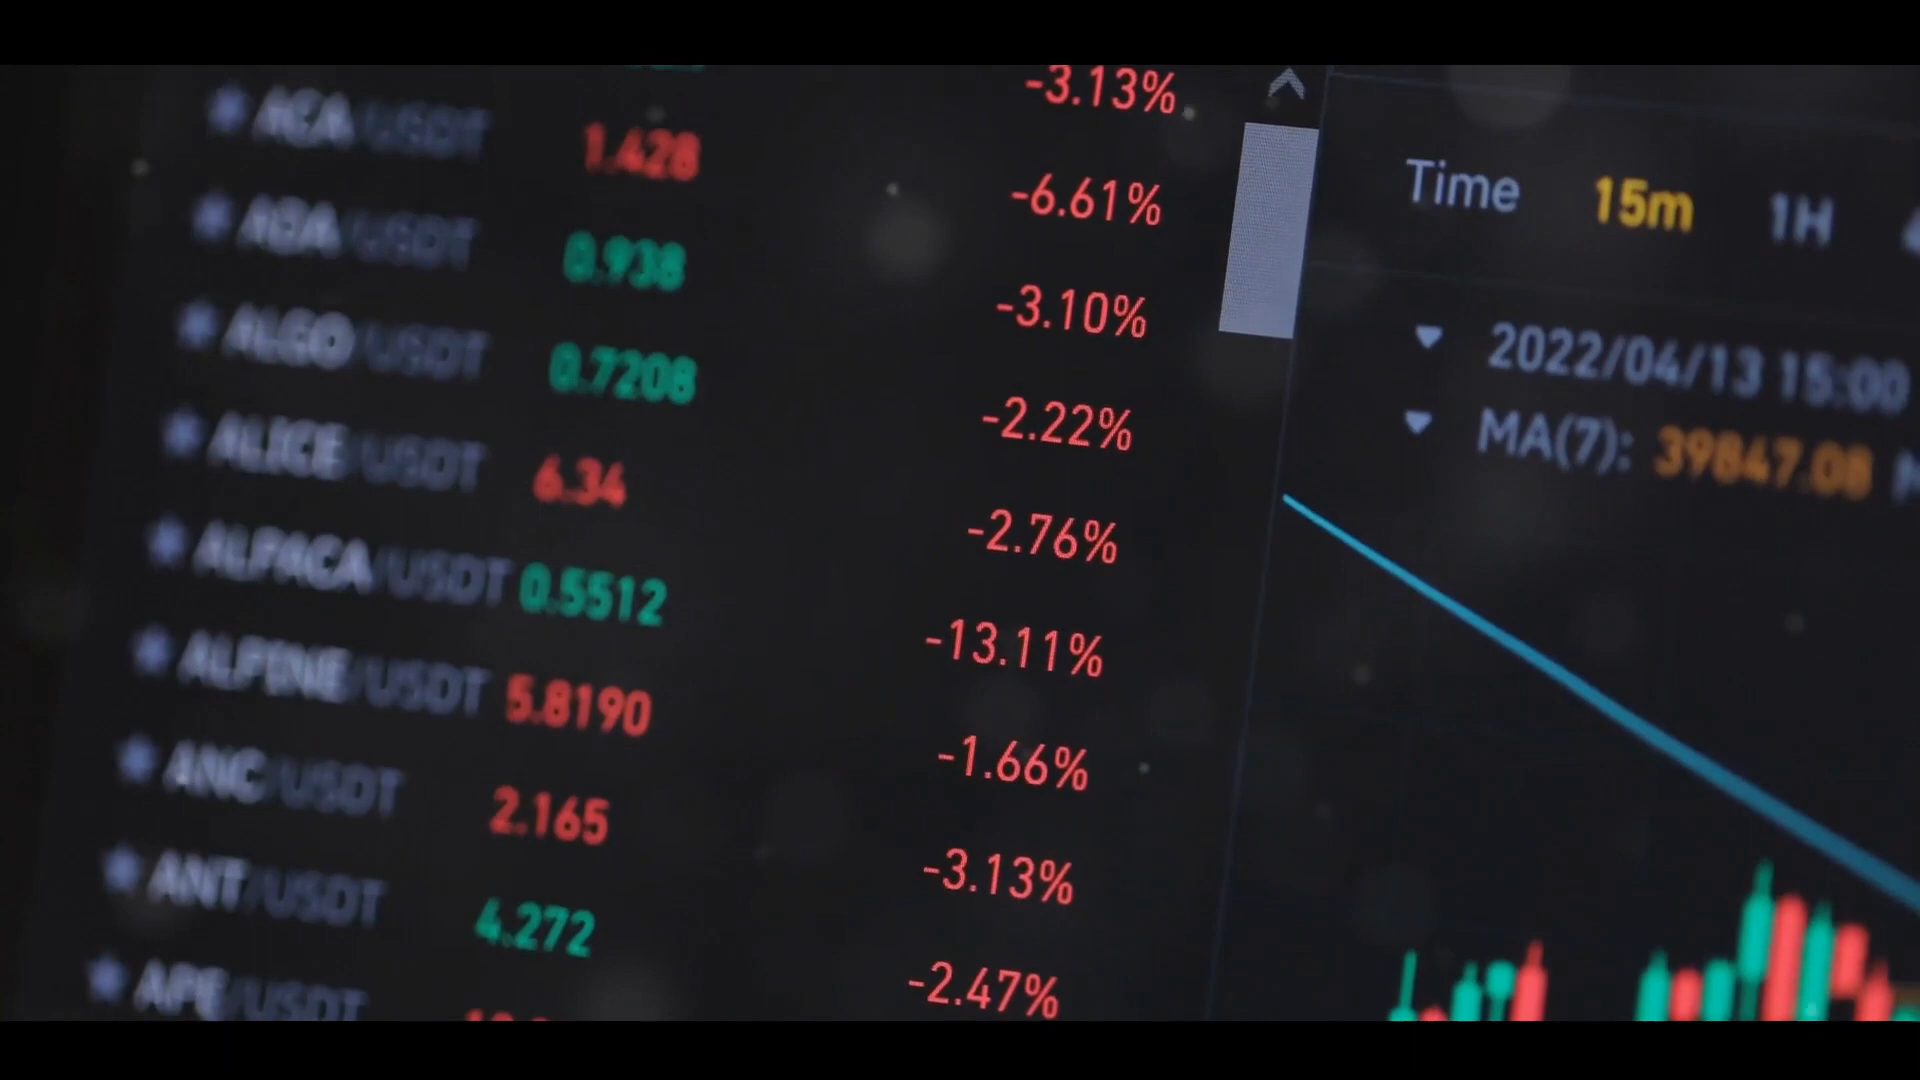 -3.13%
ACA/USDT 1.428 -6.61%
ADA/USDT 0.938 -3.10%
ALGO/USDT 0.7208 -2.22%
ALICE/USDT 6.34 -2.76%
ALPACA/USDT 0.5512 -13.11%
ALPINE/USDT 5.8190 -1.66%
ANC/USDT 2.165 -3.13%
ANT/USDT 4.272 -2.47%
APE/USDT
Time 15m 1H
2022/04/13 15:00
MA(7): 39847.08